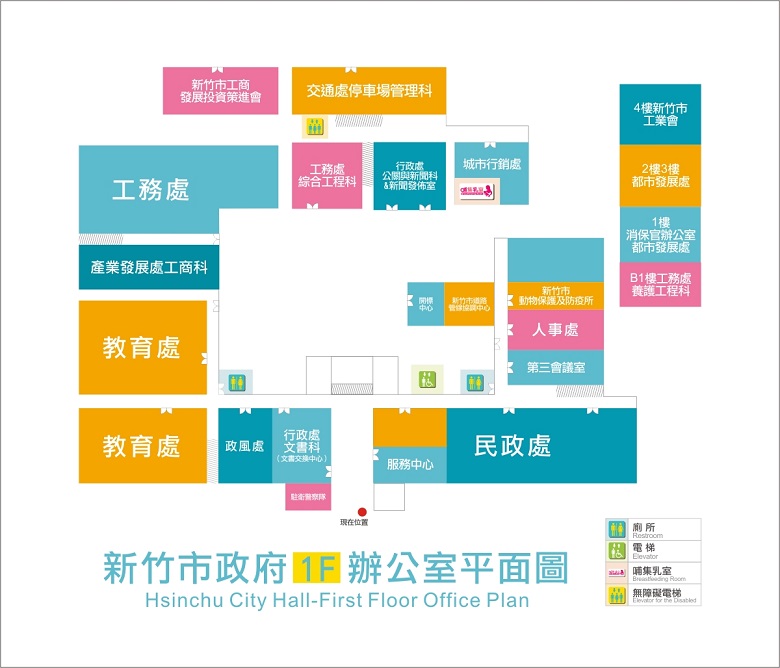 新竹市工商
發展投資策進會
交通處停車場管理科
4樓新竹市
工業會
工務處
工務處
綜合工程科
行政處
公關與新聞科
&新聞發佈室
城市行銷處
哺集乳室
2樓3樓
都市發展處
1樓
消保官辦公室
都市發展處
產業發展處工商科
B1樓工務處
養護工程科
開標
中心
新竹市道路
管線協調中心
新竹市
動物保護及防疫所
人事處
教育處
第三會議室
教育處
政風處
行政處
文書科
(文書交換中心)
服務中心
民政處
駐衛警察隊
現在位置
廁所
Restroom
電梯
Elevator
哺集乳室
Breastfeeding Room
無障礙電梯
Elevator for the Disabled
新竹市政府 1F 辦公室平面圖
Hsinchu City Hall-First Floor Office Plan